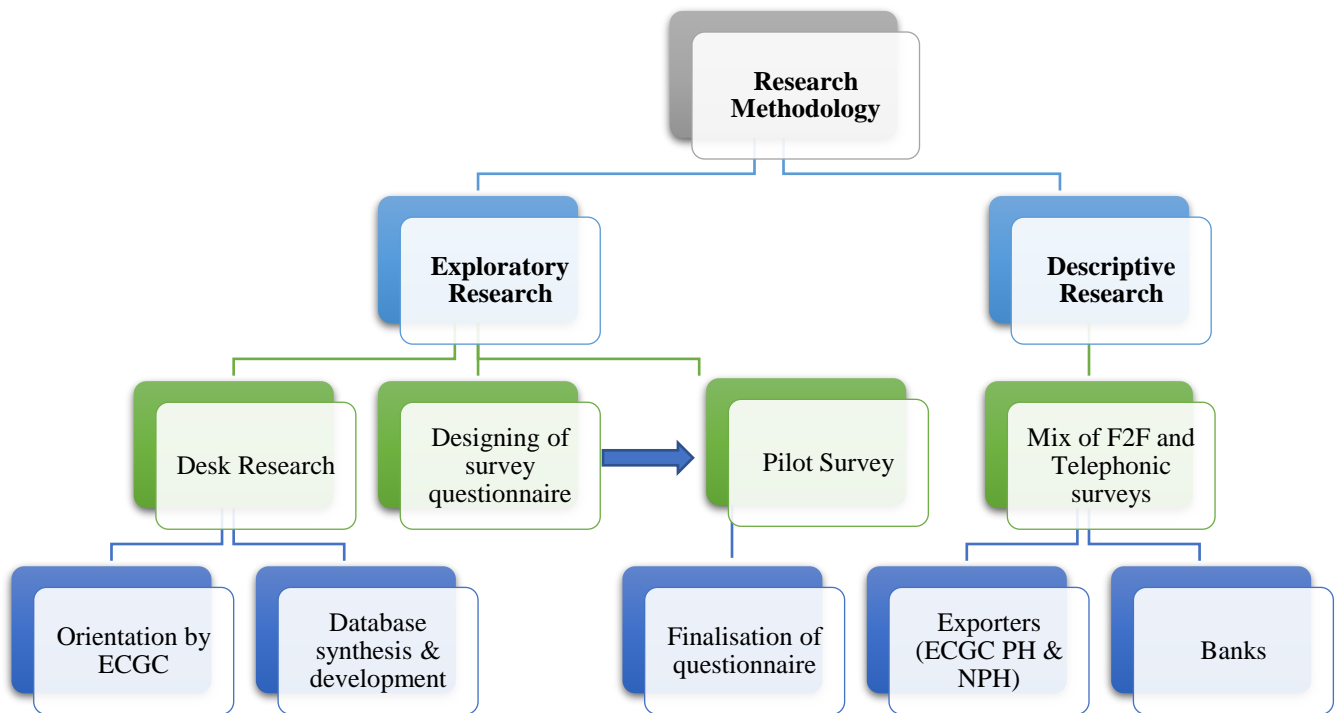 Research
Methodology
Exploratory
Research
Descriptive
Research
Desk Research
Designing of
survey
questionnaire
Pilot Survey
Mix of F2F and
Telephonic
surveys
Orientation by
ECGC
Database
synthesis &
development
Finalisation of
questionnaire
Exporters
(ECGC PH &
NPH)
Banks